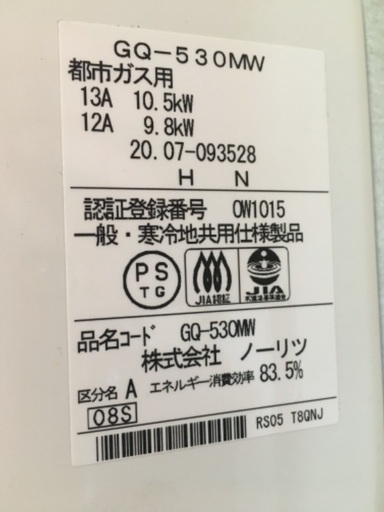 GQ-530MW
都市ガス用
13A 10.5kW
12A 9.8kW
20.07-093528
H N
認証登録番号 OW1015
一般・寒冷地共用仕様製品
PS
TG
JIA認証
JIA
品名コード GQ-530MW
株式会社 ノーリツ
区分名 A エネルギー消費効率 83.5%
08S
RS05 T8QNJ